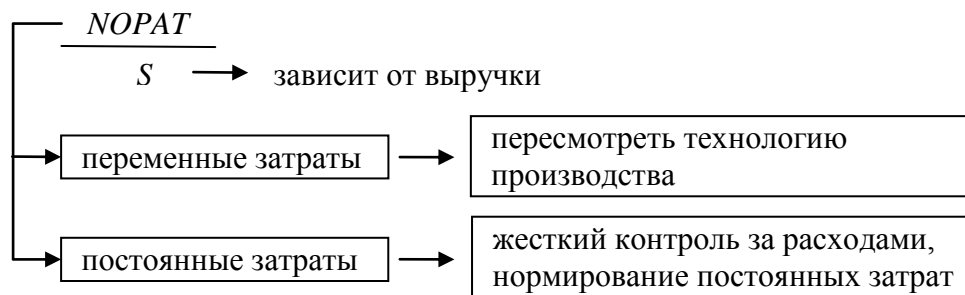 NOPAT
S → зависит от выручки
переменные затраты → пересмотреть технологию
производства
постоянные затраты → жесткий контроль за расходами,
нормирование постоянных затрат